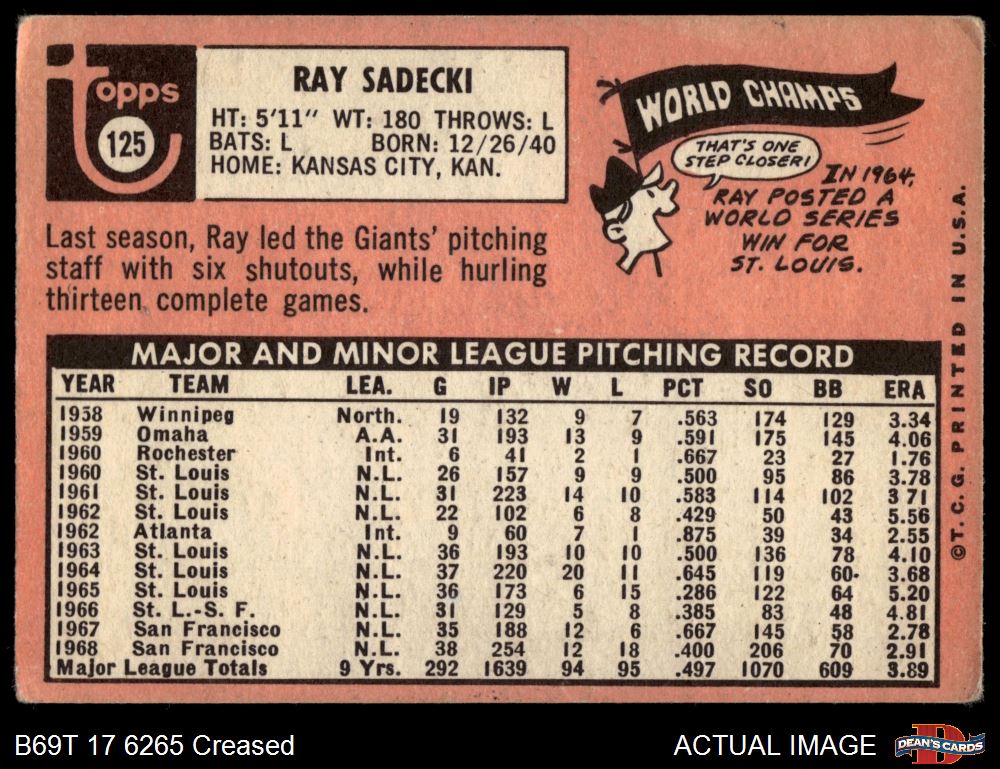 topps
125
RAY SADECKI
HT: 5'11" WT: 180 THROWS: L
BATS: L BORN: 12/26/40
HOME: KANSAS CITY, KAN.
WORLD CHAMPS
THAT'S ONE
STEP CLOSER!
IN 1964,
RAY POSTED A
WORLD SERIES
WIN FOR
ST. LOUIS.
Last season, Ray led the Giants' pitching
staff with six shutouts, while hurling
thirteen complete games.
MAJOR AND MINOR LEAGUE PITCHING RECORD
YEAR TEAM LEA. G IP W L PCT SO BB ERA
1958 Winnipeg North. 19 132 9 7 .563 174 129 3.34
1959 Omaha A.A. 31 193 13 9 .591 175 145 4.06
1960 Rochester Int. 6 41 2 1 .667 23 27 1.76
1960 St. Louis N.L. 26 157 9 9 .500 95 86 3.78
1961 St. Louis N.L. 31 223 14 10 .583 114 102 3.71
1962 St. Louis N.L. 22 102 6 8 .429 50 43 5.56
1962 Atlanta Int. 9 60 7 1 .875 39 34 2.55
1963 St. Louis N.L. 36 193 10 10 .500 136 78 4.10
1964 St. Louis N.L. 37 220 20 11 .645 119 60 3.68
1965 St. Louis N.L. 36 173 6 15 .286 122 64 5.20
1966 St. L.-S. F. N.L. 31 129 5 8 .385 83 48 4.81
1967 San Francisco N.L. 35 188 12 6 .667 145 58 2.78
1968 San Francisco N.L. 38 254 12 18 .400 206 70 2.91
Major League Totals 9 Yrs. 292 1639 94 95 .497 1070 609 3.89
©T.C.G. PRINTED IN U.S.A.
B69T 17 6265 Creased
ACTUAL IMAGE
DEAN'S CARDS